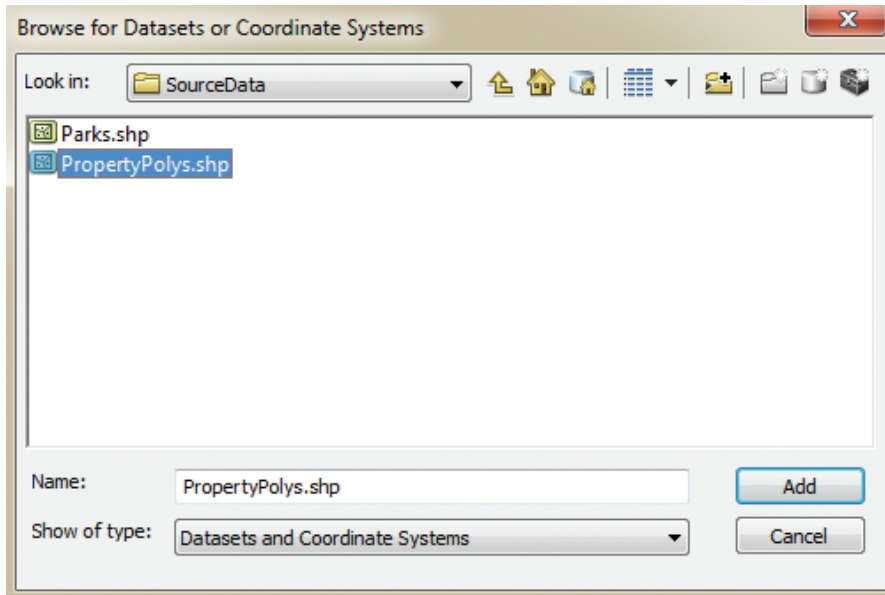 Browse for Datasets or Coordinate Systems
Look in: SourceData
Parks.shp
PropertyPolys.shp
Name: PropertyPolys.shp Add
Show of type: Datasets and Coordinate Systems Cancel